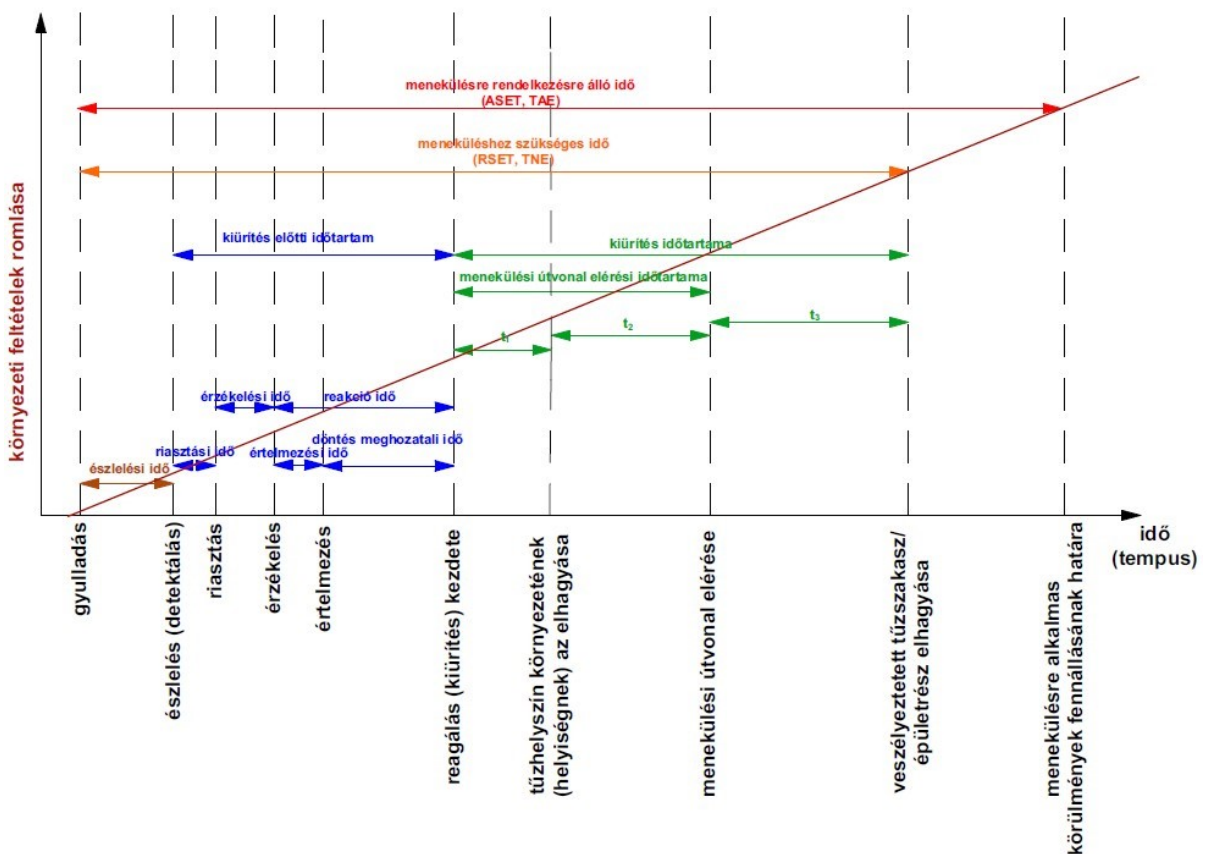 menekülésre rendelkezésre álló idő
(ASET, TAE)
meneküléshez szükséges idő
(RSET, TNE)
kiürítés előtti időtartam
kiürítés időtartama
menekülési útvonal elérési időtartama
t₁
t₂
t₃
érzékelési idő
reakció idő
döntés meghozatali idő
riasztási idő
értelmezési idő
észlelési idő
környezeti feltételek romlása
idő
(tempus)
gyulladás
észlelés (detektálás)
riasztás
érzékelés
értelmezés
reagálás (kiürítés) kezdete
tűzhelyszín környezetének
(helyiségnek) az elhagyása
menekülési útvonal elérése
veszélyeztetett tűzszakasz/
épületrész elhagyása
menekülésre alkalmas
körülmények fennállásának határa